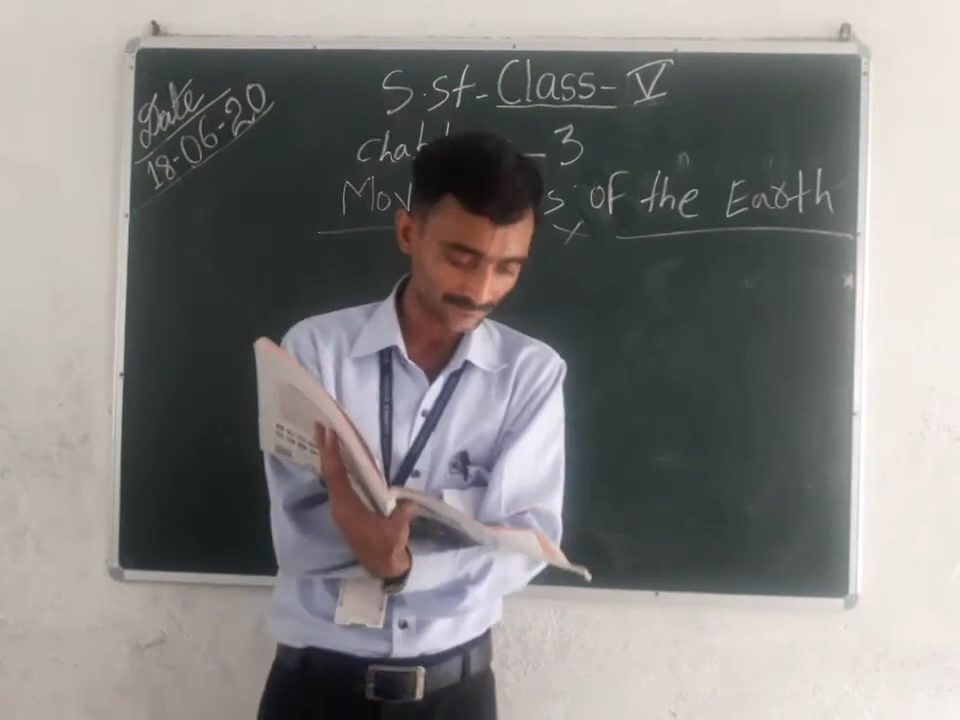 Date
18-06-20
S.st- Class- V
- 3
of the Earth